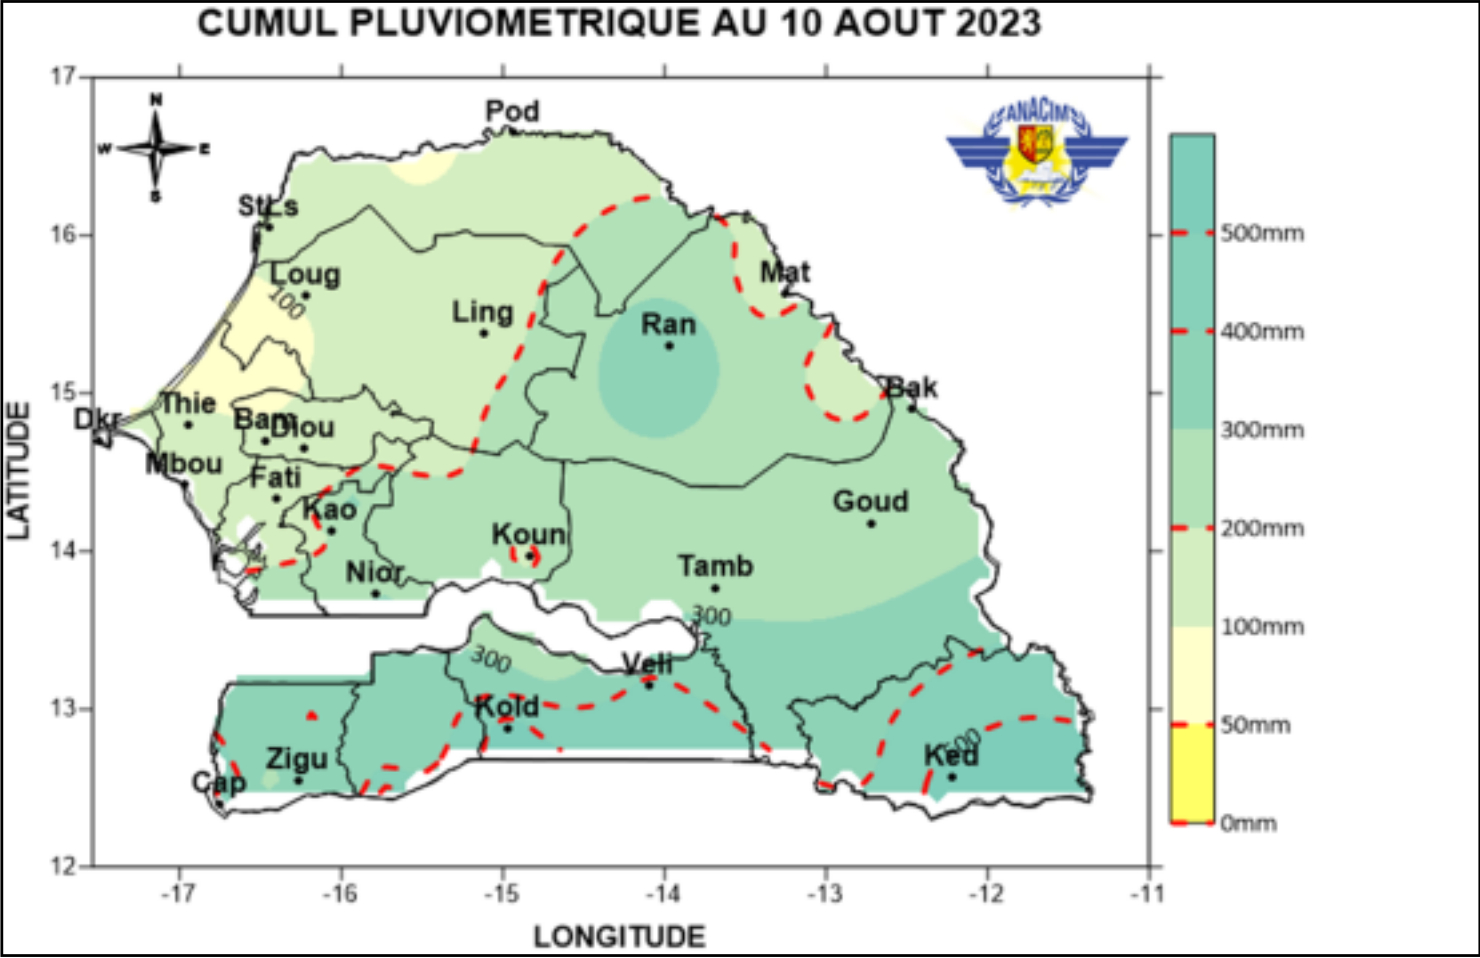 CUMUL PLUVIOMETRIQUE AU 10 AOUT 2023
17
16
15
14
13
12
LATITUDE
-17
-16
-15
-14
-13
-12
-11
LONGITUDE
N
W
E
S
ANACIM
Pod
StLs
Loug
100
Ling
Mat
Ran
Bak
Thie
Dkr
Bam
Diou
Mbou
Fati
Kao
Koun
Goud
Nior
Tamb
300
300
Veli
Kold
Zigu
Cap
Ked
500mm
400mm
300mm
200mm
100mm
50mm
0mm